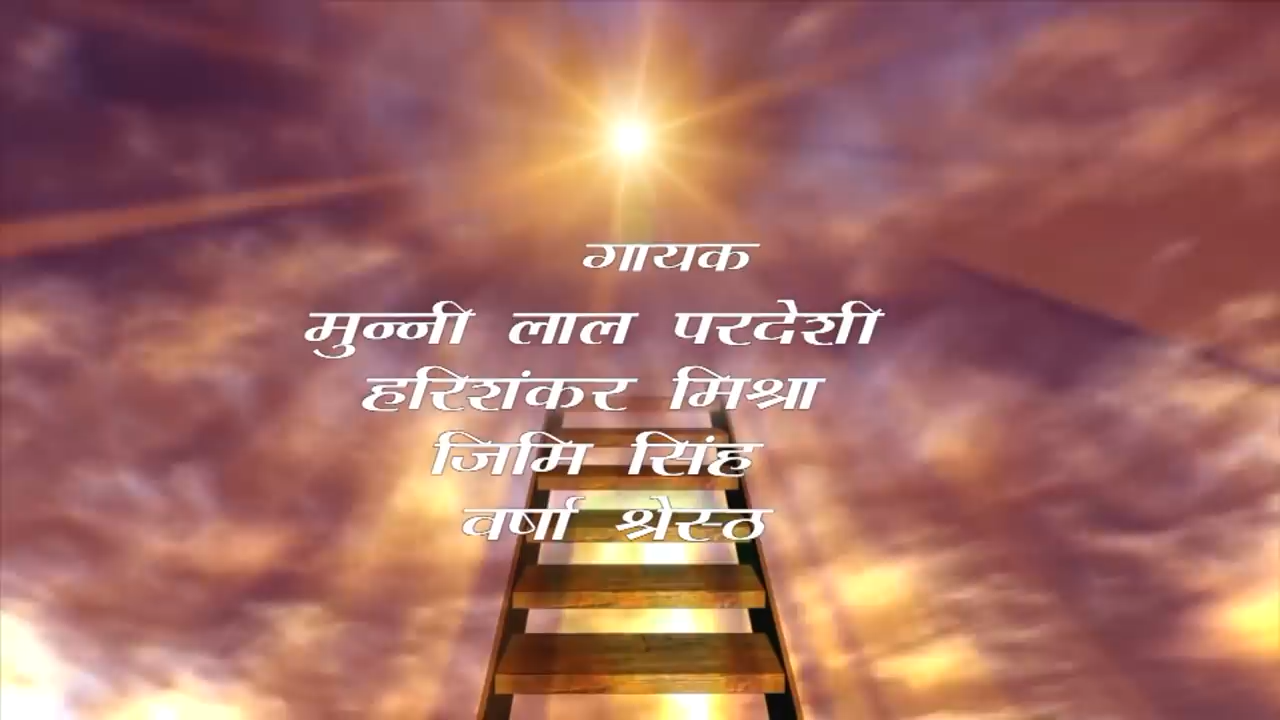 गायक
मुन्नी लाल परदेशी
हरिशंकर मिश्रा
जिमि सिंह
वर्षा श्रेस्ठ